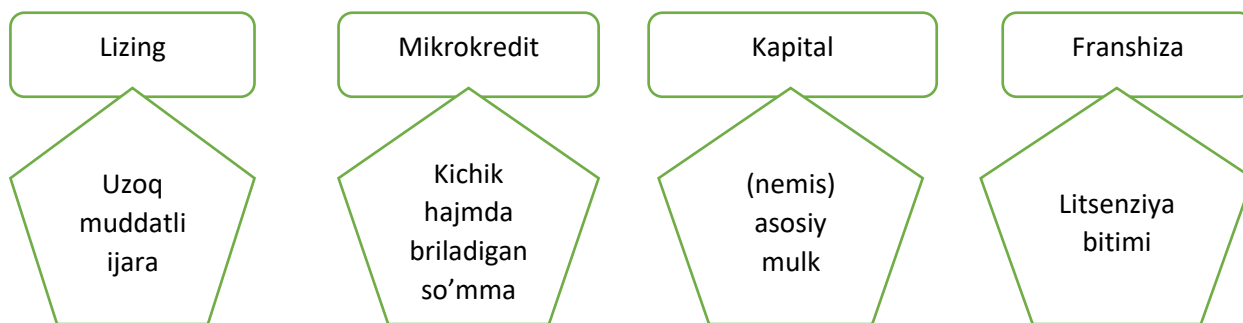 Lizing
Mikrokredit
Kapital
Franshiza
Uzoq
muddatli
ijara
Kichik
hajmda
briladigan
so’mma
(nemis)
asosiy
mulk
Litsenziya
bitimi